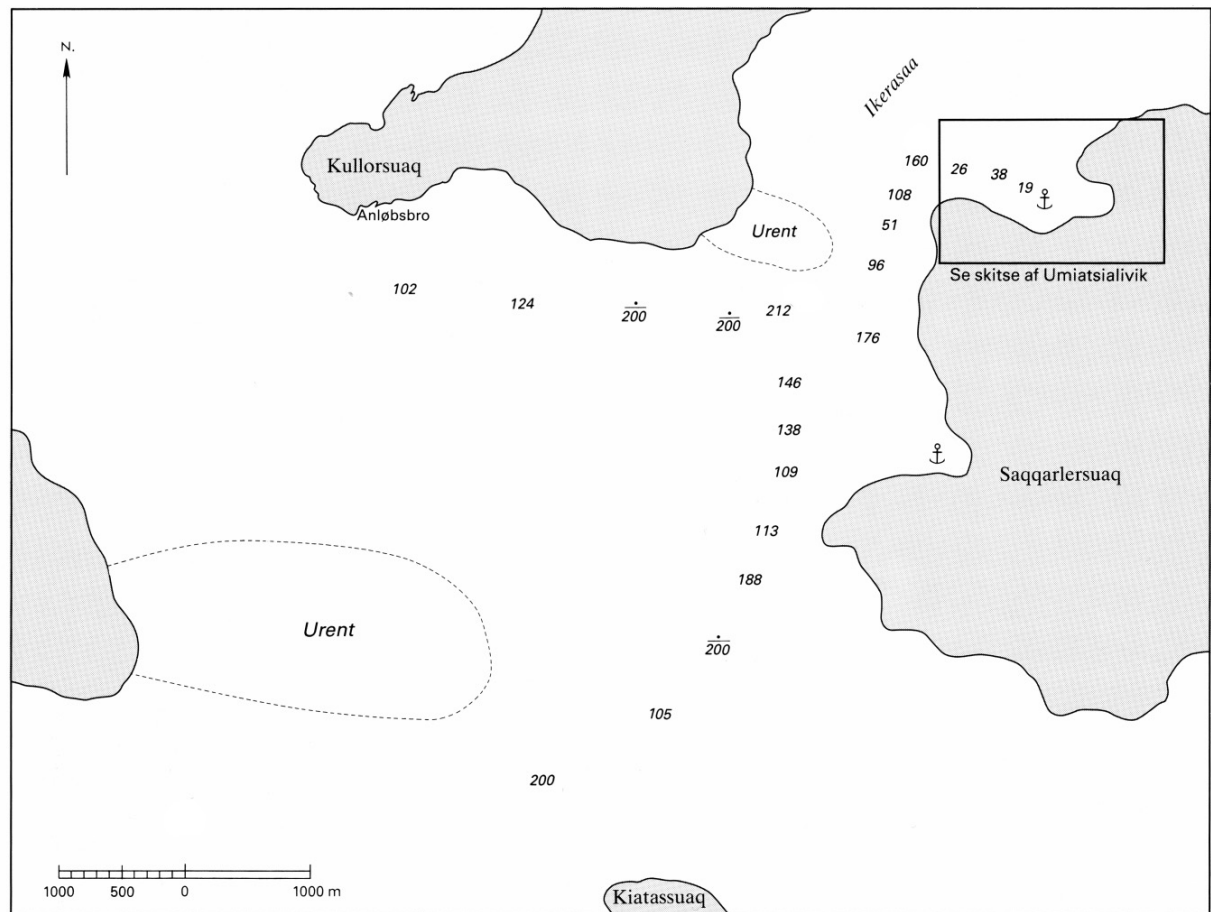 N.
Ikerasaa
Kullorsuaq
Anløbsbro
160
26
38
19
108
51
96
Urent
Se skitse af Umiatsialivik
102
124
200
200
212
176
146
138
109
Saqqarlersuaq
113
188
Urent
200
105
200
1000 500 0 1000 m
Kiatassuaq